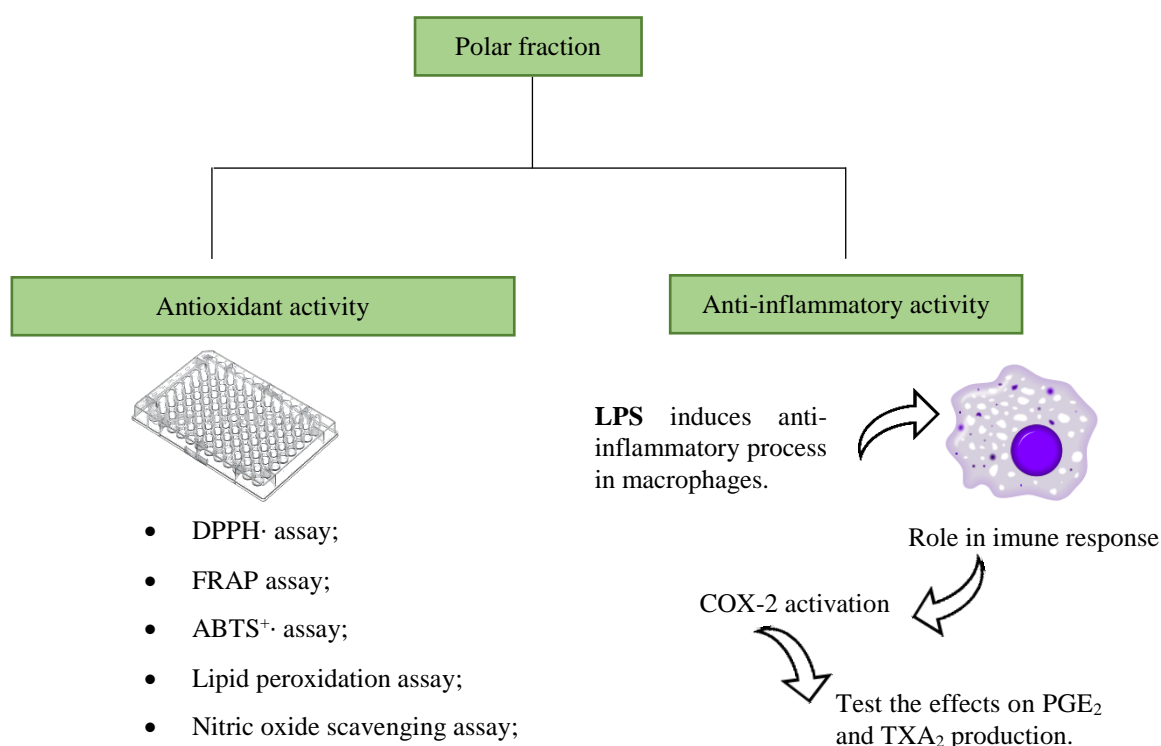 Polar fraction
Antioxidant activity
Anti-inflammatory activity
LPS induces anti-
inflammatory process
in macrophages.
• DPPH· assay;
• FRAP assay;
• ABTS⁺· assay;
• Lipid peroxidation assay;
• Nitric oxide scavenging assay;
Role in imune response
COX-2 activation
Test the effects on PGE₂
and TXA₂ production.